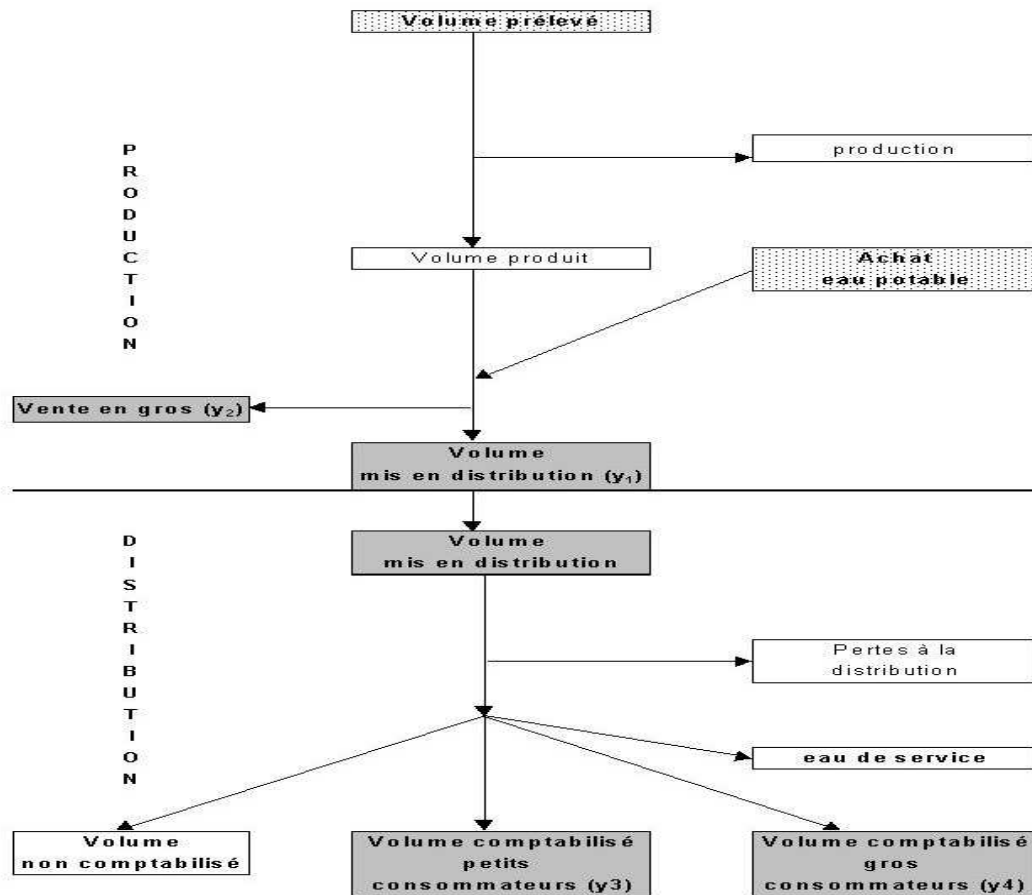 Volume prélevé
PRODUCTION
production
Volume produit
Achat
eau potable
Vente en gros (y₂)
Volume
mis en distribution (y₁)
DISTRIBUTION
Volume
mis en distribution
Pertes à la
distribution
eau de service
Volume
non comptabilisé
Volume comptabilisé
petits
consommateurs (y3)
Volume comptabilisé
gros
consommateurs (y4)